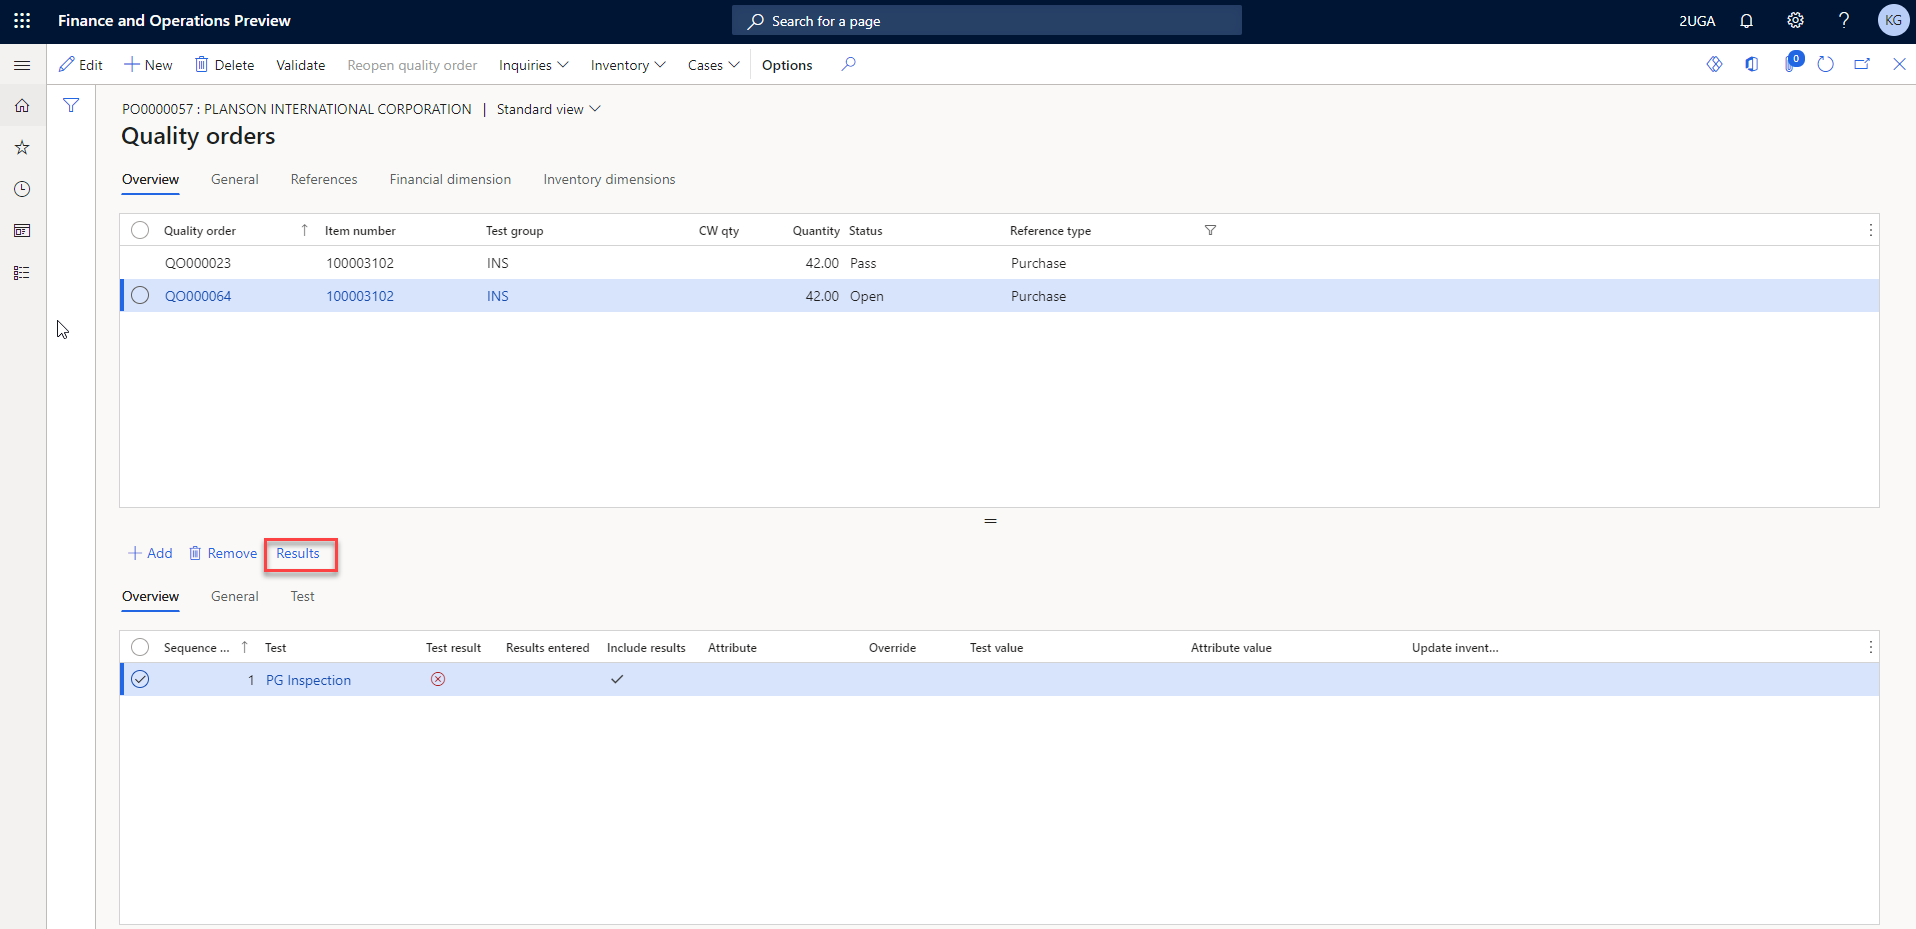 Finance and Operations Preview
Search for a page
2UGA
KG
Edit
New
Delete
Validate
Reopen quality order
Inquiries
Inventory
Cases
Options
0
PO0000057 : PLANSON INTERNATIONAL CORPORATION | Standard view
Quality orders
Overview General References Financial dimension Inventory dimensions
Quality order Item number Test group CW qty Quantity Status Reference type
QO000023 100003102 INS 42.00 Pass Purchase
QO000064 100003102 INS 42.00 Open Purchase
Add Remove Results
Overview General Test
Sequence ... Test Test result Results entered Include results Attribute Override Test value Attribute value Update invent...
1 PG Inspection